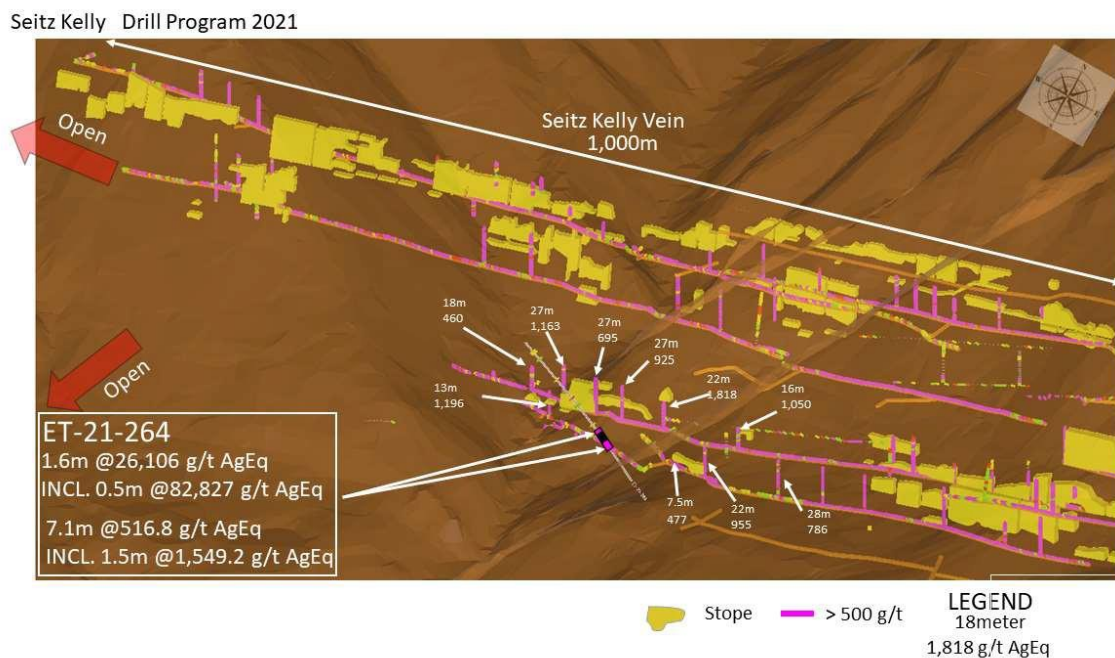 Seitz Kelly Drill Program 2021
Seitz Kelly Vein
1,000m
Open
Open
18m
460
27m
1,163
27m
695
27m
925
13m
1,196
22m
1,818
16m
1,050
7.5m
477
22m
955
28m
786
ET-21-264
1.6m @26,106 g/t AgEq
INCL. 0.5m @82,827 g/t AgEq
7.1m @516.8 g/t AgEq
INCL. 1.5m @1,549.2 g/t AgEq
Stope
> 500 g/t
LEGEND
18meter
1,818 g/t AgEq